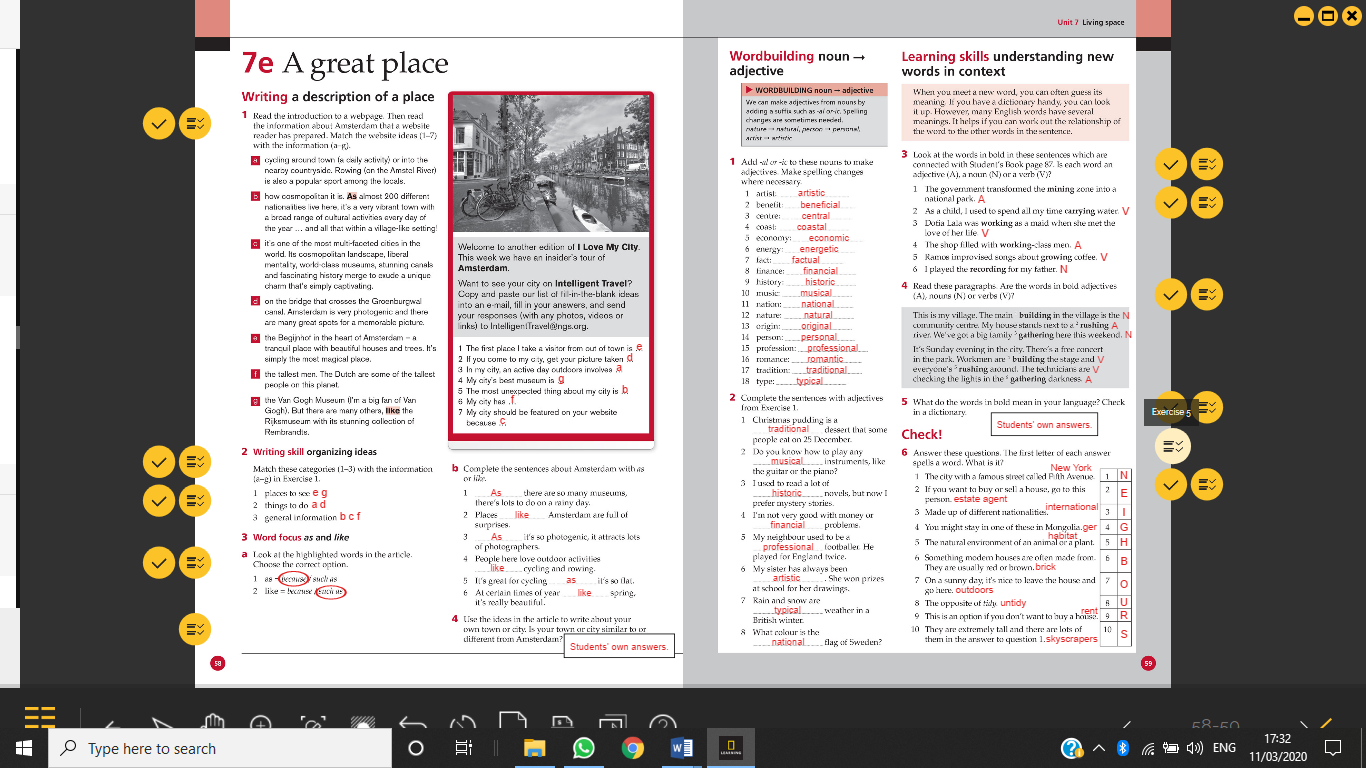 Unit 7 Living space
7e A great place
Writing a description of a place
1 Read the introduction to a webpage. Then read
the information about Amsterdam that a website
reader has prepared. Match the website ideas (1–7)
with the information (a–g).
a cycling around town (a daily activity) or into the
nearby countryside. Rowing (on the Amstel River)
is also a popular sport among the locals.
b how cosmopolitan it is. As almost 200 different
nationalities live here, it's a very vibrant town with
a broad range of cultural activities every day of
the year … and all that within a village-like setting!
c it's one of the most multi-faceted cities in the
world. Its cosmopolitan landscape, liberal
mentality, world-class museums, stunning canals
and fascinating history merge to exude a unique
charm that's simply captivating.
d on the bridge that crosses the Groenburgwal
canal. Amsterdam is very photogenic and there
are many great spots for a memorable picture.
e the Begijnhof in the heart of Amsterdam – a
tranquil place with beautiful houses and trees. It's
simply the most magical place.
f the tallest men. The Dutch are some of the tallest
people on this planet.
g the Van Gogh Museum (I'm a big fan of Van
Gogh). But there are many others, like the
Rijksmuseum with its stunning collection of
Rembrandts.
2 Writing skill organizing ideas
Match these categories (1–3) with the information
(a–g) in Exercise 1.
1 places to see e g
2 things to do a d
3 general information b c f
3 Word focus as and like
a Look at the highlighted words in the article.
Choose the correct option.
1 as = because / such as
2 like = because / such as
Welcome to another edition of I Love My City.
This week we have an insider's tour of
Amsterdam.
Want to see your city on Intelligent Travel?
Copy and paste our list of fill-in-the-blank ideas
into an e-mail, fill in your answers, and send
your responses (with any photos, videos or
links) to IntelligentTravel@ngs.org.
1 The first place I take a visitor from out of town is e
2 If you come to my city, get your picture taken d
3 In my city, an active day outdoors involves a
4 My city's best museum is g
5 The most unexpected thing about my city is b
6 My city has f
7 My city should be featured on your website
because c
b Complete the sentences about Amsterdam with as
or like.
1 As there are so many museums,
there's lots to do on a rainy day.
2 Places like Amsterdam are full of
surprises.
3 As it's so photogenic, it attracts lots
of photographers.
4 People here love outdoor activities
like cycling and rowing.
5 It's great for cycling as it's so flat.
6 At certain times of year like spring,
it's really beautiful.
4 Use the ideas in the article to write about your
own town or city. Is your town or city similar to or
different from Amsterdam?
Students' own answers.
58
Wordbuilding noun →
adjective
▶ WORDBUILDING noun → adjective
We can make adjectives from nouns by
adding a suffix such as -al or -ic. Spelling
changes are sometimes needed.
nature → natural, person → personal,
artist → artistic
1 Add -al or -ic to these nouns to make
adjectives. Make spelling changes
where necessary.
1 artist: artistic
2 benefit: beneficial
3 centre: central
4 coast: coastal
5 economy: economic
6 energy: energetic
7 fact: factual
8 finance: financial
9 history: historic
10 music: musical
11 nation: national
12 nature: natural
13 origin: original
14 person: personal
15 profession: professional
16 romance: romantic
17 tradition: traditional
18 type: typical
2 Complete the sentences with adjectives
from Exercise 1.
1 Christmas pudding is a
traditional dessert that some
people eat on 25 December.
2 Do you know how to play any
musical instruments, like
the guitar or the piano?
3 I used to read a lot of
historic novels, but now I
prefer mystery stories.
4 I'm not very good with money or
financial problems.
5 My neighbour used to be a
professional footballer. He
played for England twice.
6 My sister has always been
artistic. She won prizes
at school for her drawings.
7 Rain and snow are
typical weather in a
British winter.
8 What colour is the
national flag of Sweden?
Learning skills understanding new
words in context
When you meet a new word, you can often guess its
meaning. If you have a dictionary handy, you can look
it up. However, many English words have several
meanings. It helps if you can work out the relationship of
the word to the other words in the sentence.
3 Look at the words in bold in these sentences which are
connected with Student's Book page 87. Is each word an
adjective (A), a noun (N) or a verb (V)?
1 The government transformed the mining zone into a
national park. A
2 As a child, I used to spend all my time carrying water. V
3 Dofia Laia was working as a maid when she met the
love of her life V
4 The shop filled with working-class men. A
5 Ramos improvised songs about growing coffee. V
6 I played the recording for my father. N
4 Read these paragraphs. Are the words in bold adjectives
(A), nouns (N) or verbs (V)?
This is my village. The main building in the village is the N
community centre. My house stands next to a 2 rushing A
river. We've got a big family 3 gathering here this weekend. N
It's Sunday evening in the city. There's a free concert
in the park. Workmen are building the stage and V
everyone's rushing around. The technicians are V
checking the lights in the gathering darkness. A
5 What do the words in bold mean in your language? Check
in a dictionary.
Students' own answers.
Exercise 5
Check!
6 Answer these questions. The first letter of each answer
spells a word. What is it?
New York
1 The city with a famous street called Fifth Avenue. 1 N
2 If you want to buy or sell a house, go to this
person. estate agent 2 E
international
3 Made up of different nationalities. 3 I
4 You might stay in one of these in Mongolia. ger 4 G
habitat
5 The natural environment of an animal or a plant. 5 H
6 Something modern houses are often made from.
They are usually red or brown. brick 6 B
7 On a sunny day, it's nice to leave the house and
go here. outdoors 7 O
8 The opposite of tidy. untidy 8 U
rent
9 This is an option if you don't want to buy a house. 9 R
10 They are extremely tall and there are lots of
them in the answer to question 1. skyscrapers 10 S
59
58-59
Type here to search
LEARNING
ENG
17:32
11/03/2020